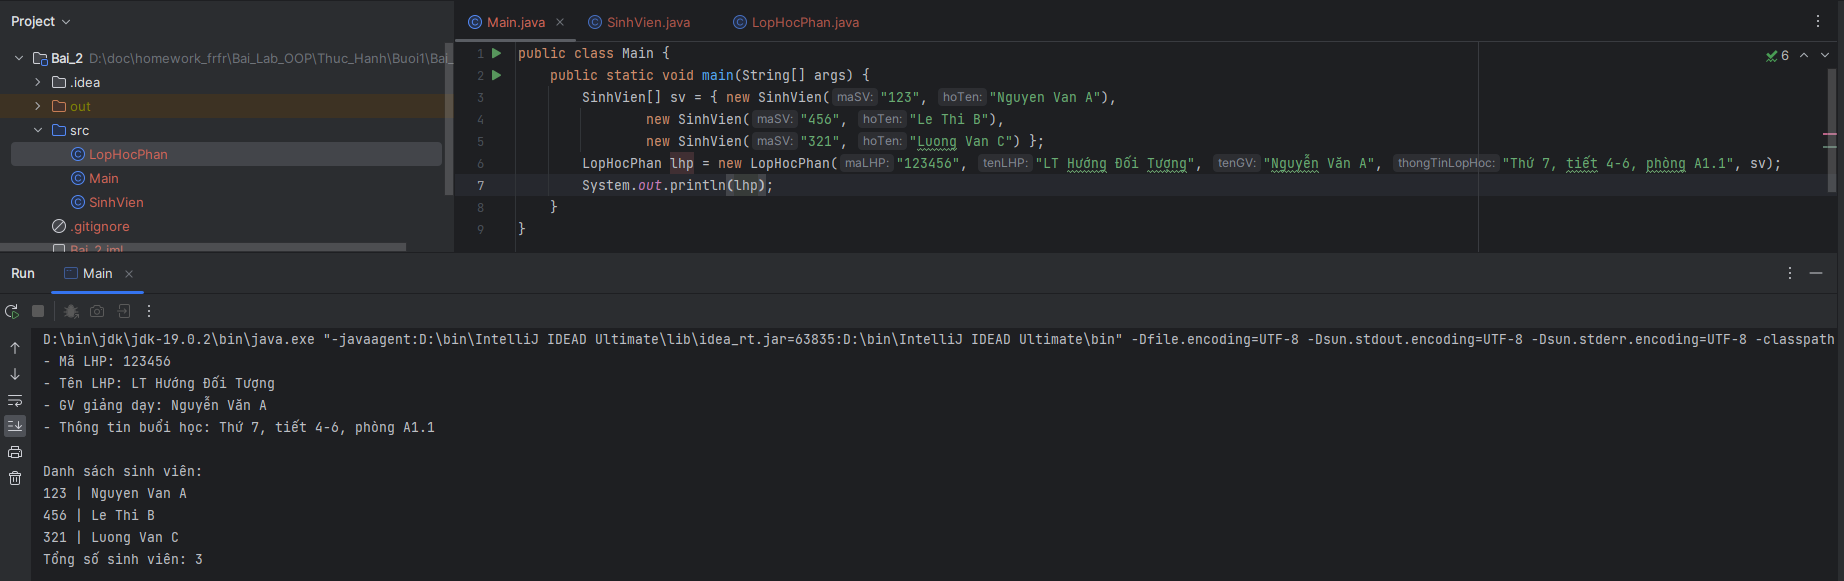 Project
Main.java
SinhVien.java
LopHocPhan.java
Bai_2 D:\doc\homework_frfr\Bai_Lab_OOP\Thuc_Hanh\Buoi1\Bai_
.idea
out
src
LopHocPhan
Main
SinhVien
.gitignore
Bai_2.iml
6
1 public class Main {
2 public static void main(String[] args) {
3 SinhVien[] sv = { new SinhVien( maSV: "123", hoTen: "Nguyen Van A"),
4 new SinhVien( maSV: "456", hoTen: "Le Thi B"),
5 new SinhVien( maSV: "321", hoTen: "Luong Van C") };
6 LopHocPhan lhp = new LopHocPhan( maLHP: "123456", tenLHP: "LT Hướng Đối Tượng", tenGV: "Nguyễn Văn A", thongTinLopHoc: "Thứ 7, tiết 4-6, phòng A1.1", sv);
7 System.out.println(lhp);
8 }
9 }
Run Main
D:\bin\jdk\jdk-19.0.2\bin\java.exe "-javaagent:D:\bin\IntelliJ IDEAD Ultimate\lib\idea_rt.jar=63835:D:\bin\IntelliJ IDEAD Ultimate\bin" -Dfile.encoding=UTF-8 -Dsun.stdout.encoding=UTF-8 -Dsun.stderr.encoding=UTF-8 -classpath
- Mã LHP: 123456
- Tên LHP: LT Hướng Đối Tượng
- GV giảng dạy: Nguyễn Văn A
- Thông tin buổi học: Thứ 7, tiết 4-6, phòng A1.1
Danh sách sinh viên:
123 | Nguyen Van A
456 | Le Thi B
321 | Luong Van C
Tổng số sinh viên: 3